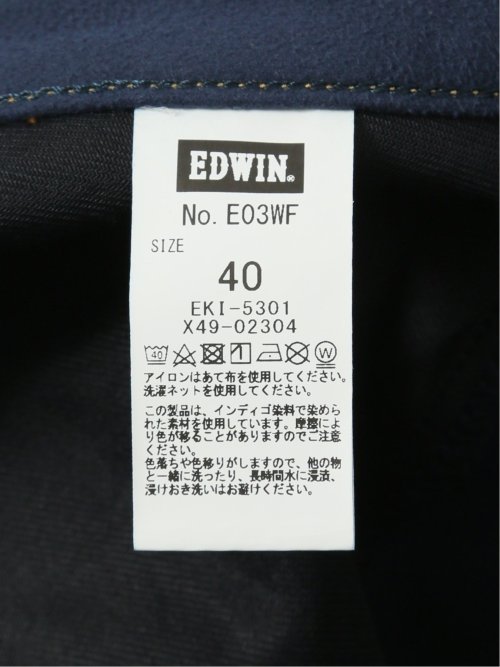 EDWIN®
No. E03WF
SIZE
40
EKI-5301
X49-02304
40 W
アイロンはあて布を使用してください。
洗濯ネットを使用してください。
この製品は、インディゴ染料で染めら
れた素材を使用しています。摩擦によ
り色が移ることがありますのでご注意
ください。
色落ちや色移りがしますので、他の物
と一緒に洗ったり、長時間水に浸漬、
浸けおき洗いはお避けください。